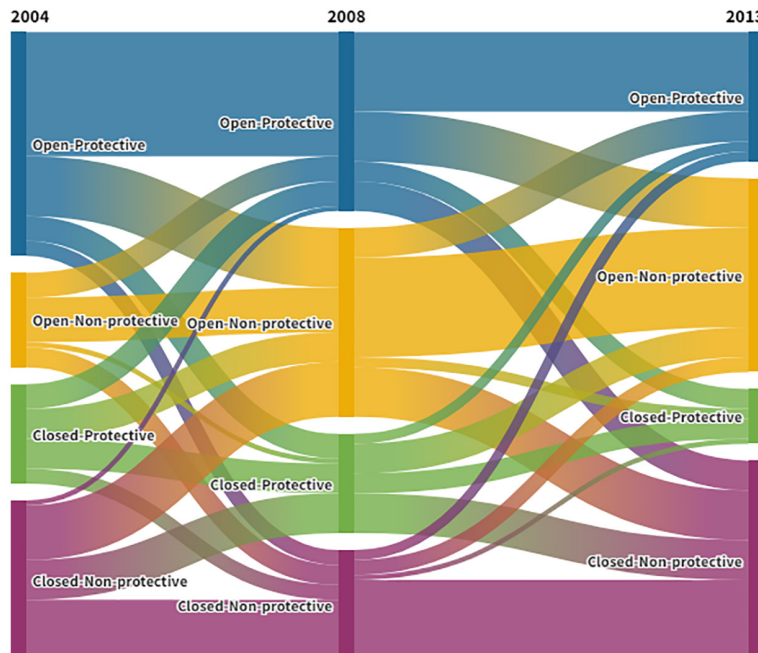 2004
2008
2013
Open-Protective
Open-Protective
Open-Protective
Open-Non-protective
Open-Non-protective
Open-Non-protective
Closed-Protective
Closed-Protective
Closed-Protective
Closed-Non-protective
Closed-Non-protective
Closed-Non-protective